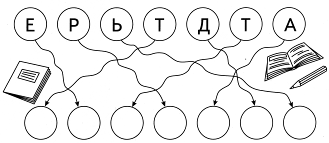 Е Р Ь Т Д Т А